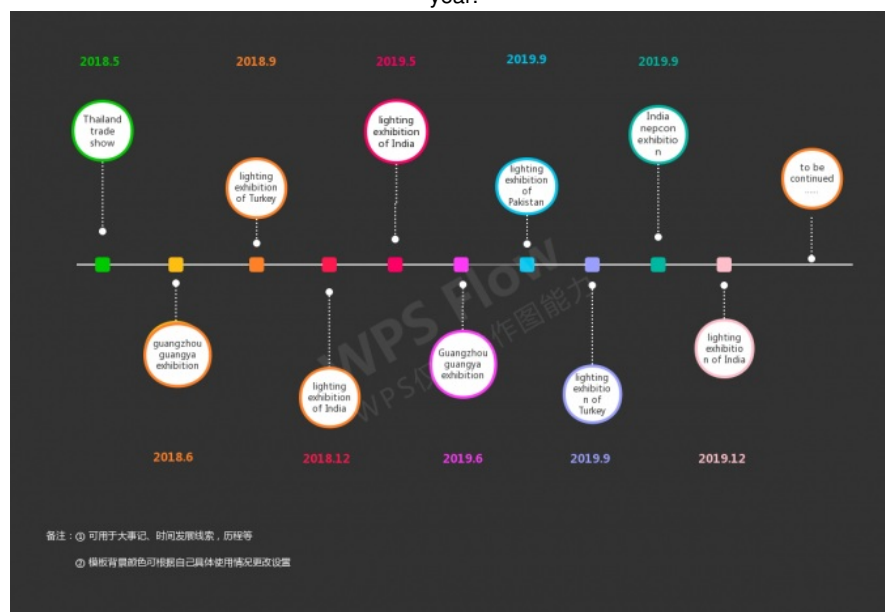 year.
2018.5
2018.9
2019.5
2019.9
2019.9
Thailand
trade
show
lighting
exhibition
of Turkey
lighting
exhibition
of India
lighting
exhibition
of
Pakistan
India
nepcon
exhibitio
n
to be
continued
......
guangzhou
guangya
exhibition
lighting
exhibition
of India
Guangzhou
guangya
exhibition
lighting
exhibitio
n of
Turkey
lighting
exhibitio
n of India
2018.6
2018.12
2019.6
2019.9
2019.12
WPS Flow
备注:① 可用于大事记、时间发展线索,历程等
② 模板背景颜色可根据自己具体使用情况更改设置